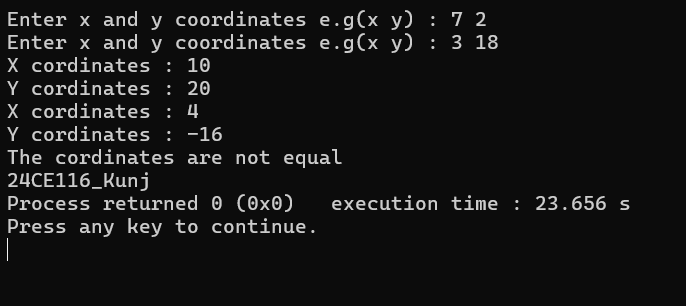 Enter x and y coordinates e.g(x y) : 7 2
Enter x and y coordinates e.g(x y) : 3 18
X cordinates : 10
Y cordinates : 20
X cordinates : 4
Y cordinates : -16
The cordinates are not equal
24CE116_Kunj
Process returned 0 (0x0)   execution time : 23.656 s
Press any key to continue.